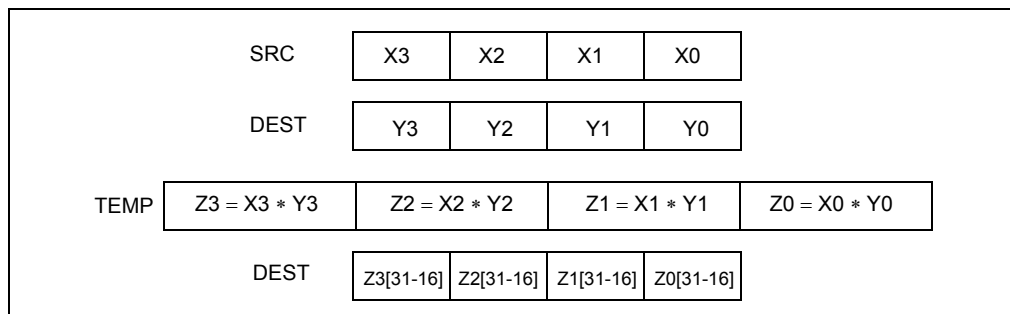 SRC X3 X2 X1 X0
DEST Y3 Y2 Y1 Y0
TEMP Z3 = X3 ∗ Y3 Z2 = X2 ∗ Y2 Z1 = X1 ∗ Y1 Z0 = X0 ∗ Y0
DEST Z3[31-16] Z2[31-16] Z1[31-16] Z0[31-16]